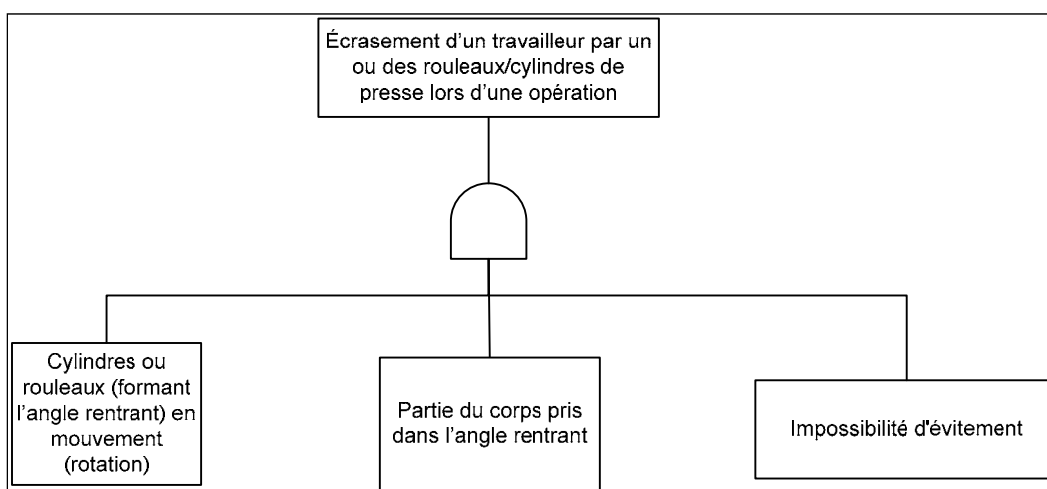 Écrasement d'un travailleur par un
ou des rouleaux/cylindres de
presse lors d'une opération
Cylindres ou
rouleaux (formant
l'angle rentrant) en
mouvement
(rotation)
Partie du corps pris
dans l'angle rentrant
Impossibilité d'évitement